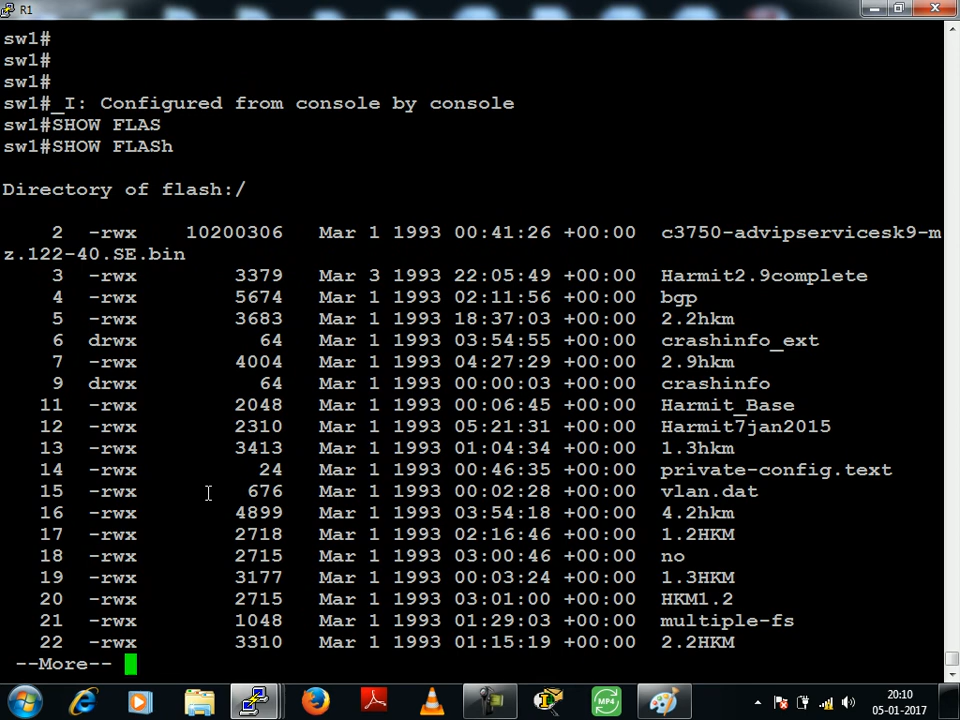 R1
sw1#
sw1#
sw1#
sw1#_I: Configured from console by console
sw1#SHOW FLAS
sw1#SHOW FLASh
Directory of flash:/
2 -rwx 10200306 Mar 1 1993 00:41:26 +00:00 c3750-advipservicesk9-m
z.122-40.SE.bin
3 -rwx 3379 Mar 3 1993 22:05:49 +00:00 Harmit2.9complete
4 -rwx 5674 Mar 1 1993 02:11:56 +00:00 bgp
5 -rwx 3683 Mar 1 1993 18:37:03 +00:00 2.2hkm
6 drwx 64 Mar 1 1993 03:54:55 +00:00 crashinfo_ext
7 -rwx 4004 Mar 1 1993 04:27:29 +00:00 2.9hkm
9 drwx 64 Mar 1 1993 00:00:03 +00:00 crashinfo
11 -rwx 2048 Mar 1 1993 00:06:45 +00:00 Harmit_Base
12 -rwx 2310 Mar 1 1993 05:21:31 +00:00 Harmit7jan2015
13 -rwx 3413 Mar 1 1993 01:04:34 +00:00 1.3hkm
14 -rwx 24 Mar 1 1993 00:46:35 +00:00 private-config.text
15 -rwx 676 Mar 1 1993 00:02:28 +00:00 vlan.dat
16 -rwx 4899 Mar 1 1993 03:54:18 +00:00 4.2hkm
17 -rwx 2718 Mar 1 1993 02:16:46 +00:00 1.2HKM
18 -rwx 2715 Mar 1 1993 03:00:46 +00:00 no
19 -rwx 3177 Mar 1 1993 00:03:24 +00:00 1.3HKM
20 -rwx 2715 Mar 1 1993 03:01:00 +00:00 HKM1.2
21 -rwx 1048 Mar 1 1993 01:29:03 +00:00 multiple-fs
22 -rwx 3310 Mar 1 1993 01:15:19 +00:00 2.2HKM
--More--
MP4
20:10
05-01-2017